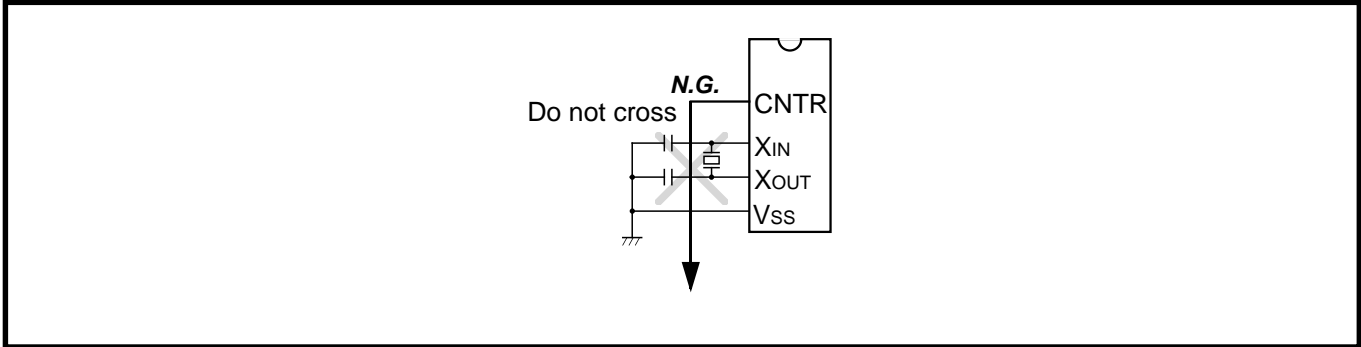 N.G.
Do not cross
CNTR
XIN
XOUT
VSS